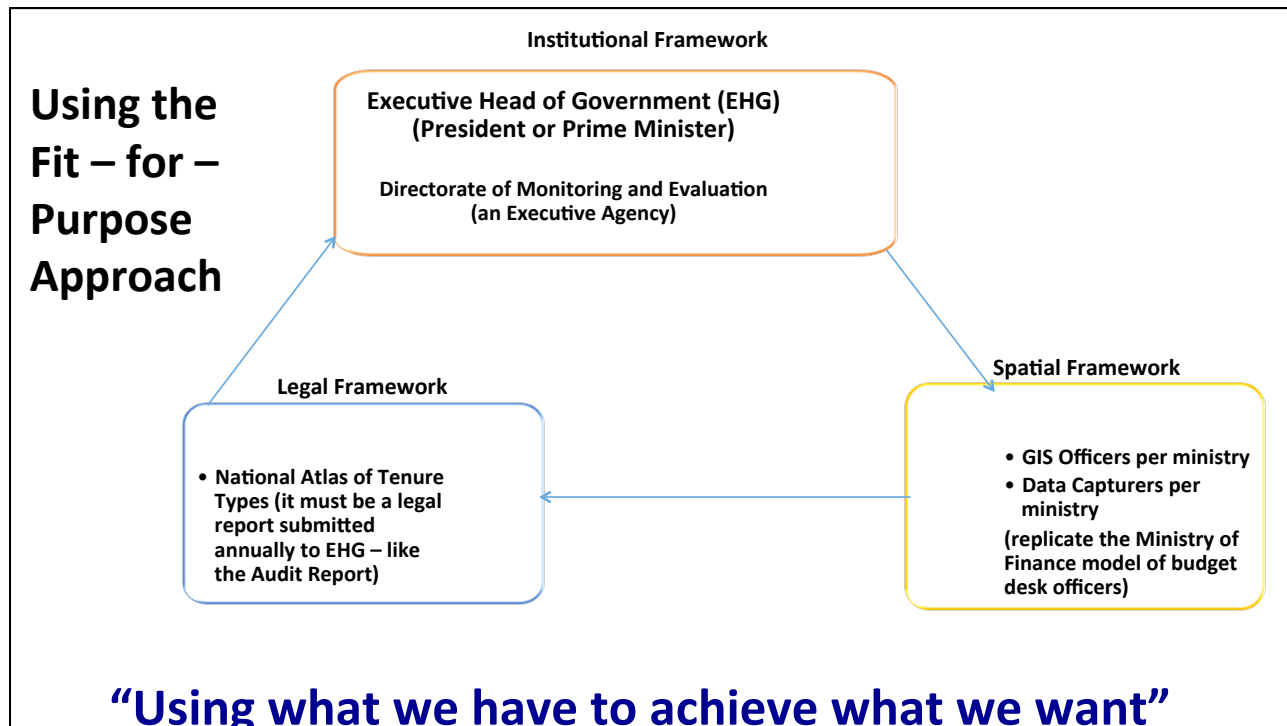 Institutional Framework
Using the
Fit – for –
Purpose
Approach
Executive Head of Government (EHG)
(President or Prime Minister)
Directorate of Monitoring and Evaluation
(an Executive Agency)
Legal Framework
• National Atlas of Tenure
Types (it must be a legal
report submitted
annually to EHG – like
the Audit Report)
Spatial Framework
• GIS Officers per ministry
• Data Capturers per
ministry
(replicate the Ministry of
Finance model of budget
desk officers)
“Using what we have to achieve what we want”